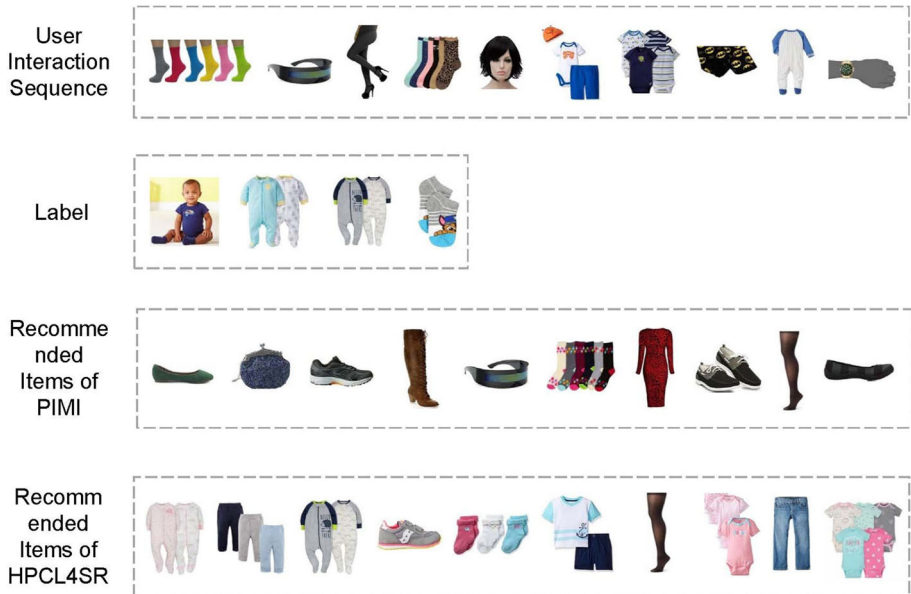 User
Interaction
Sequence
Label
Recomme
nded
Items of
PIMI
Recomm
ended
Items of
HPCL4SR